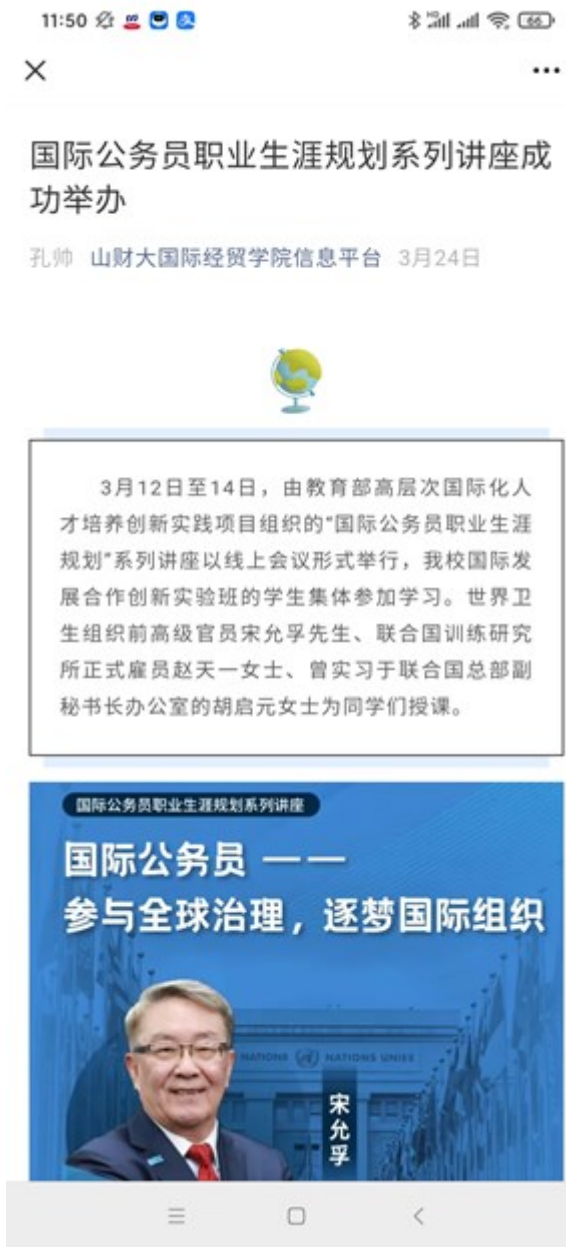 11:50
66
国际公务员职业生涯规划系列讲座成
功举办
孔帅 山财大国际经贸学院信息平台 3月24日
3月12日至14日，由教育部高层次国际化人
才培养创新实践项目组织的“国际公务员职业生涯
规划”系列讲座以线上会议形式举行，我校国际发
展合作创新实验班的学生集体参加学习。世界卫
生组织前高级官员宋允孚先生、联合国训练研究
所正式雇员赵天一女士、曾实习于联合国总部副
秘书长办公室的胡启元女士为同学们授课。
国际公务员职业生涯规划系列讲座
国际公务员 ——
参与全球治理，逐梦国际组织
NATIONS NATIONS UNIES
宋允孚